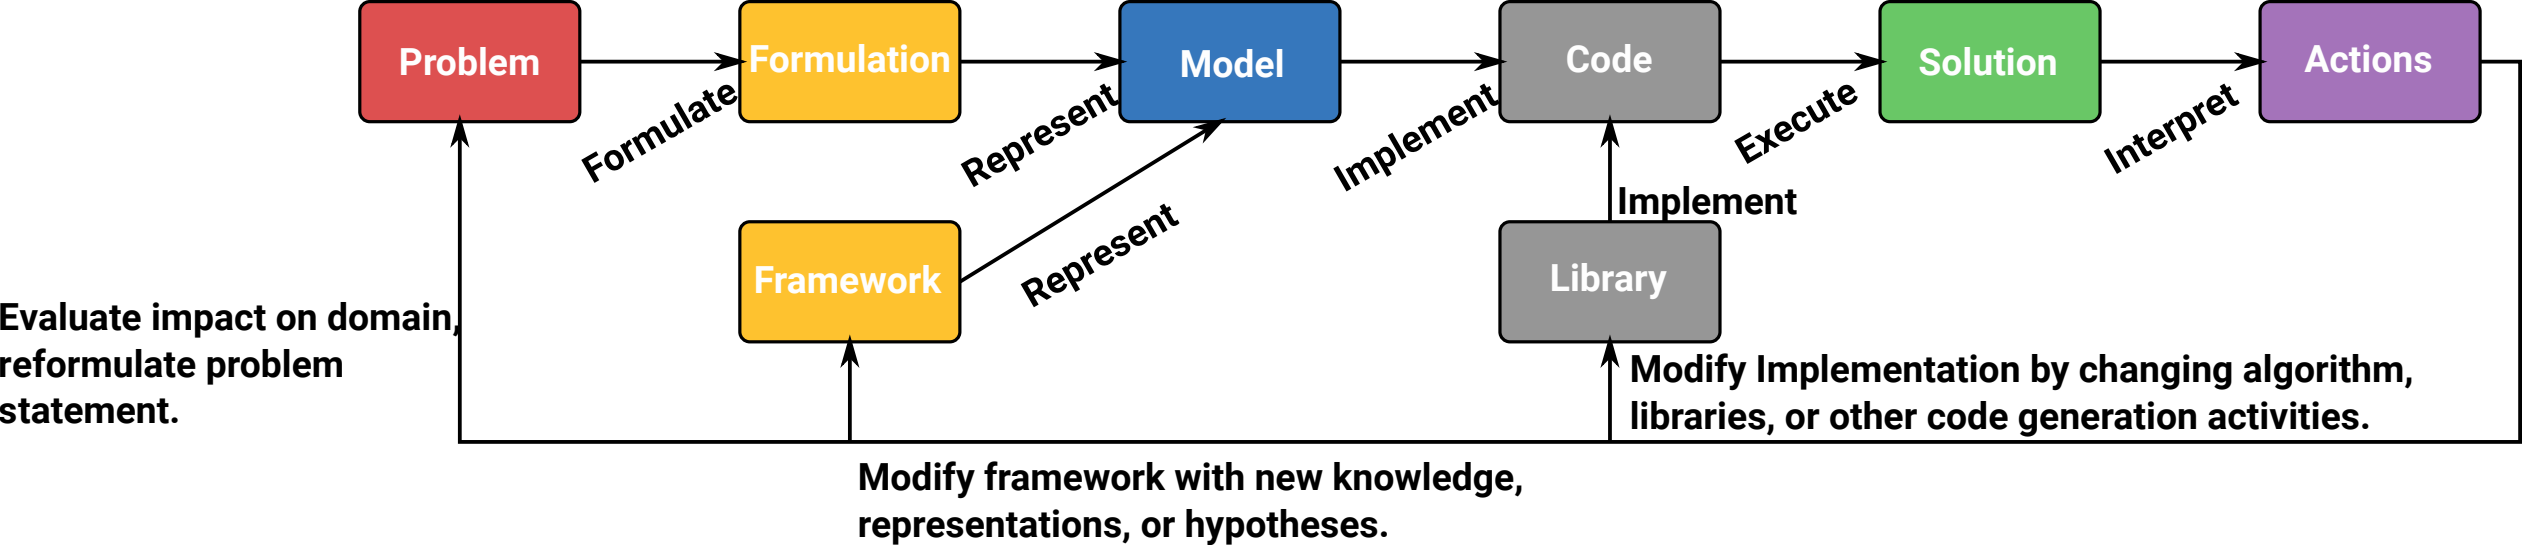 Problem
Formulation
Model
Code
Solution
Actions
Formulate
Represent
Implement
Execute
Interpret
Implement
Represent
Framework
Library
Evaluate impact on domain,
reformulate problem
statement.
Modify Implementation by changing algorithm,
libraries, or other code generation activities.
Modify framework with new knowledge,
representations, or hypotheses.